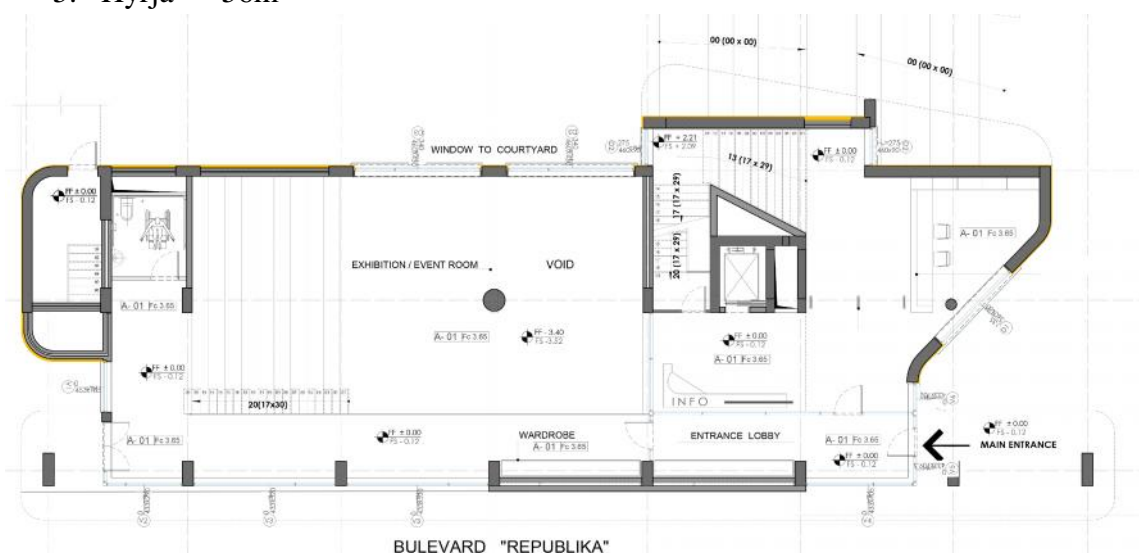 00 (00 x 00)
00 (00 x 00)
WINDOW TO COURTYARD
FF + 2.21
FS + 2.09
FF ± 0.00
FS - 0.12
13 (17 x 29)
FF ± 0.00
FS - 0.12
17 (17 x 29)
A- 01 Fc 3.65
EXHIBITION / EVENT ROOM
VOID
20 (17 x 29)
A- 01 Fc 3.65
A- 01 Fc 3.65
FF - 3.40
FS -3.52
FF ± 0.00
FS - 0.12
A- 01 Fc 3.65
FF ± 0.00
FS - 0.12
20(17x30)
INFO
FF ± 0.00
FS - 0.12
WARDROBE
ENTRANCE LOBBY
A- 01 Fc 3.65
A- 01 Fc 3.65
A- 01 Fc 3.65
FF ± 0.00
FS - 0.12
FF ± 0.00
FS - 0.12
MAIN ENTRANCE
BULEVARD "REPUBLIKA"